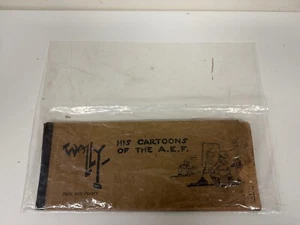 WALLY
HIS CARTOONS
OF THE A.E.F.